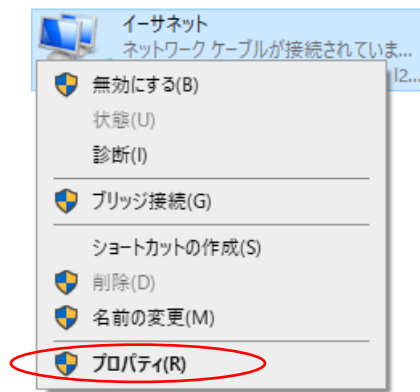 イーサネット
ネットワーク ケーブルが接続されていま...
I2...
無効にする(B)
状態(U)
診断(I)
ブリッジ接続(G)
ショートカットの作成(S)
削除(D)
名前の変更(M)
プロパティ(R)